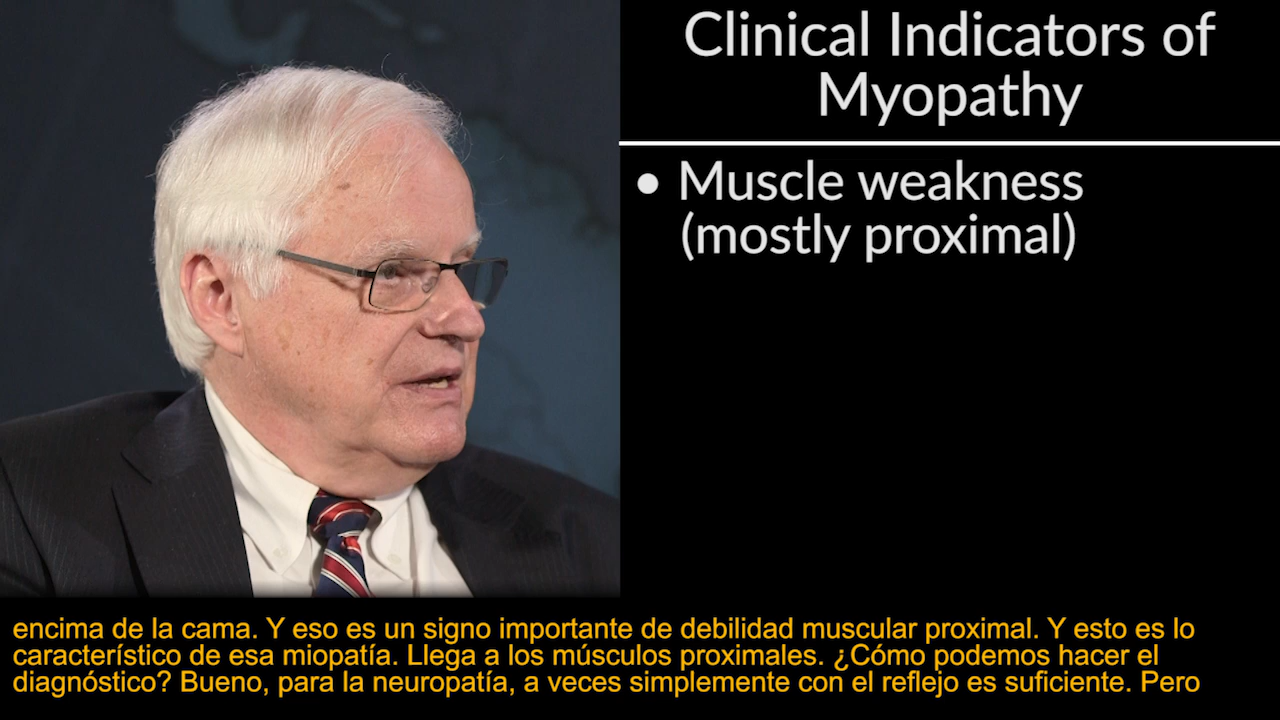 Clinical Indicators of
Myopathy
• Muscle weakness
(mostly proximal)
encima de la cama. Y eso es un signo importante de debilidad muscular proximal. Y esto es lo
característico de esa miopatía. Llega a los músculos proximales. ¿Cómo podemos hacer el
diagnóstico? Bueno, para la neuropatía, a veces simplemente con el reflejo es suficiente. Pero